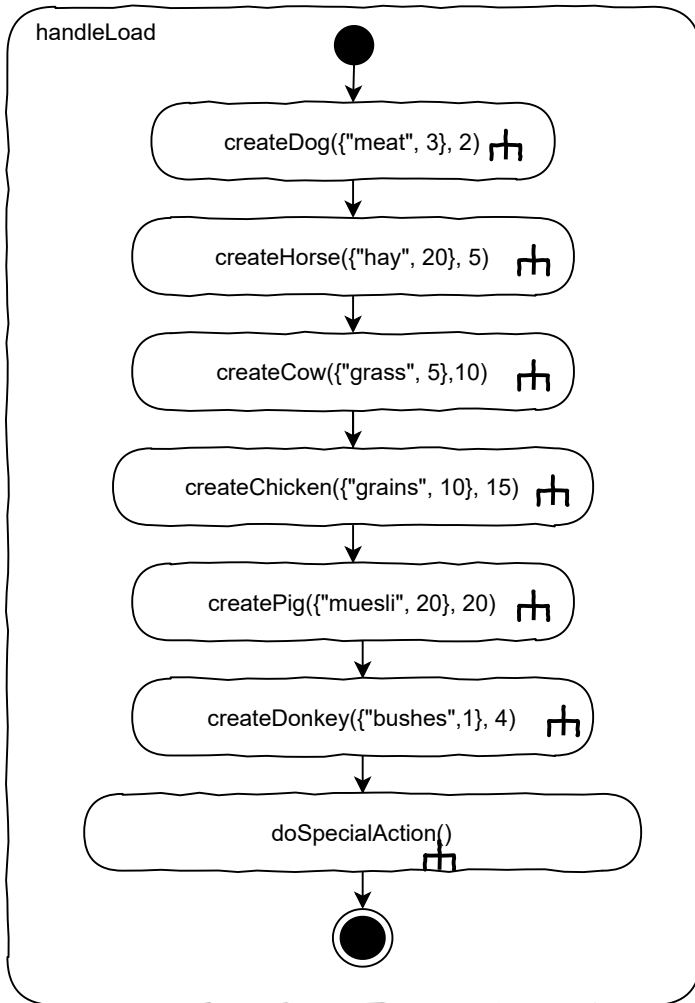 handleLoad
createDog({"meat", 3}, 2)
createHorse({"hay", 20}, 5)
createCow({"grass", 5},10)
createChicken({"grains", 10}, 15)
createPig({"muesli", 20}, 20)
createDonkey({"bushes",1}, 4)
doSpecialAction()